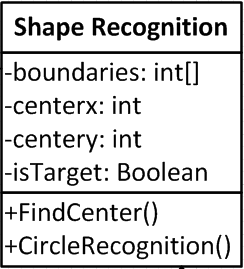 Shape Recognition
-boundaries: int[]
-centerx: int
-centery: int
-isTarget: Boolean
+FindCenter()
+CircleRecognition()